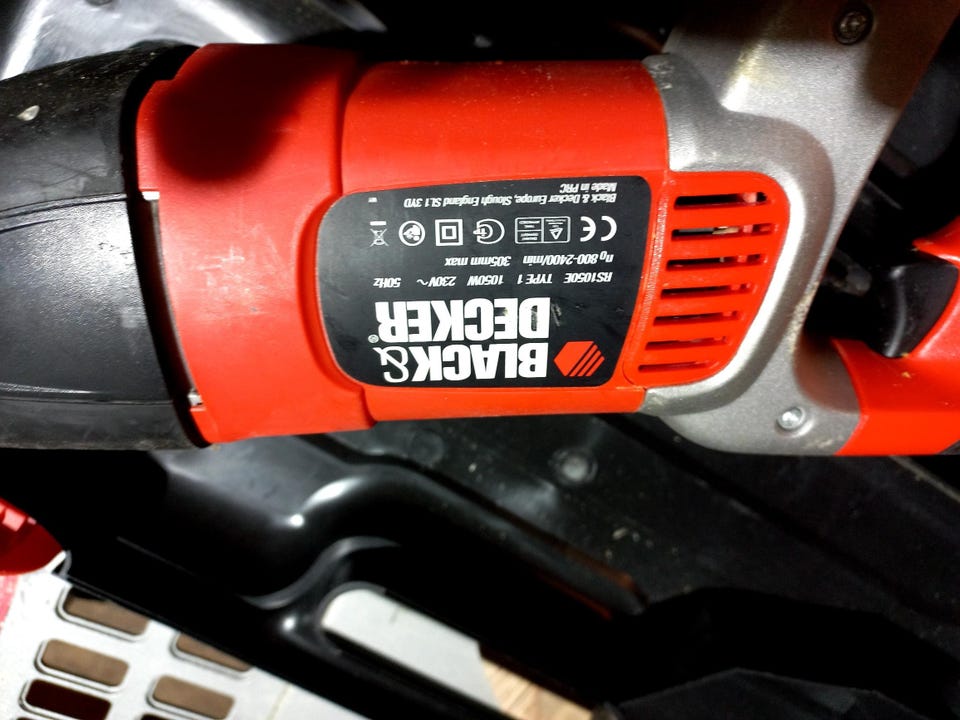 BLACK&
DECKER®
RS1050E TYPE 1 1050W 230V ~ 50Hz
n0 800-2400/min 305mm max
CE
Black & Decker Europe, Slough England SL1 3YD
Made in PRC